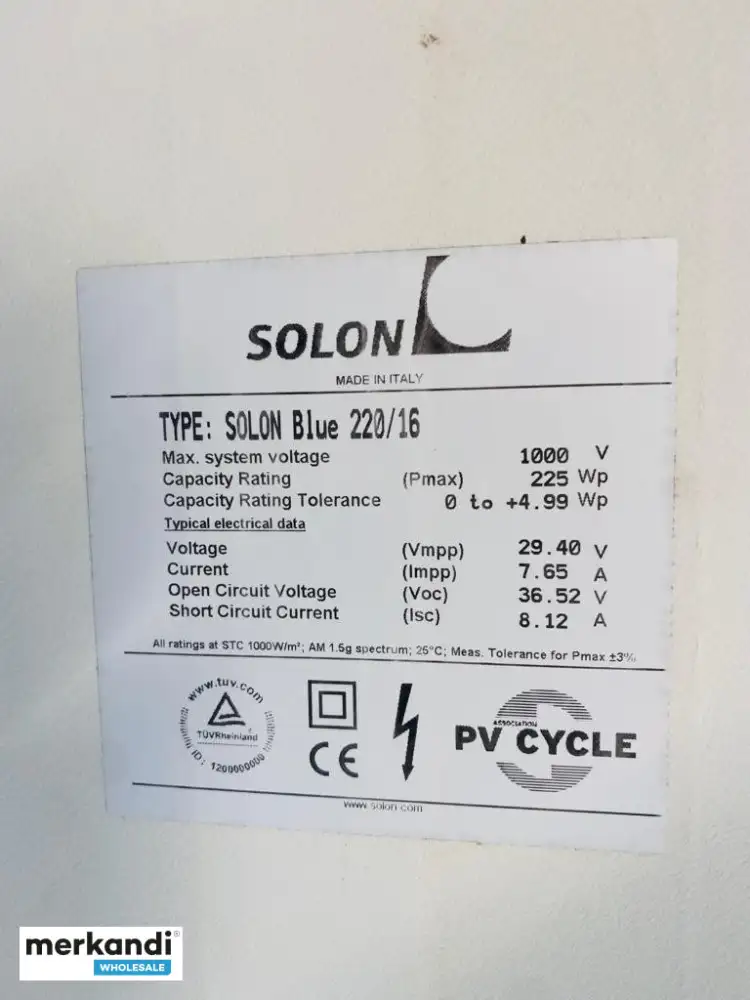 SOLON
MADE IN ITALY
TYPE: SOLON Blue 220/16
Max. system voltage 1000 V
Capacity Rating (Pmax) 225 Wp
Capacity Rating Tolerance 0 to +4.99 Wp
Typical electrical data
Voltage (Vmpp) 29.40 V
Current (Impp) 7.65 A
Open Circuit Voltage (Voc) 36.52 V
Short Circuit Current (Isc) 8.12 A
All ratings at STC 1000W/m²; AM 1.5g spectrum; 25°C; Meas. Tolerance for Pmax ±3%
www.tuv.com
TÜVRheinland
ID: 1200000000
CE
ASSOCIATION
PV CYCLE
www.solon.com
merkandi®
WHOLESALE